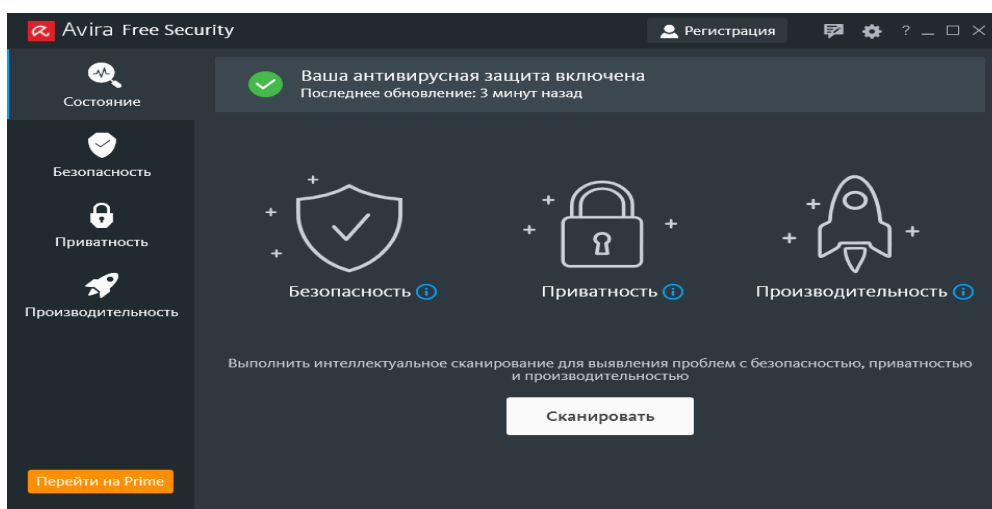 Avira Free Security
Регистрация
?
Состояние
Ваша антивирусная защита включена
Последнее обновление: 3 минут назад
Безопасность
Приватность
Производительность
Безопасность
Приватность
Производительность
Выполнить интеллектуальное сканирование для выявления проблем с безопасностью, приватностью
и производительностью
Сканировать
Перейти на Prime